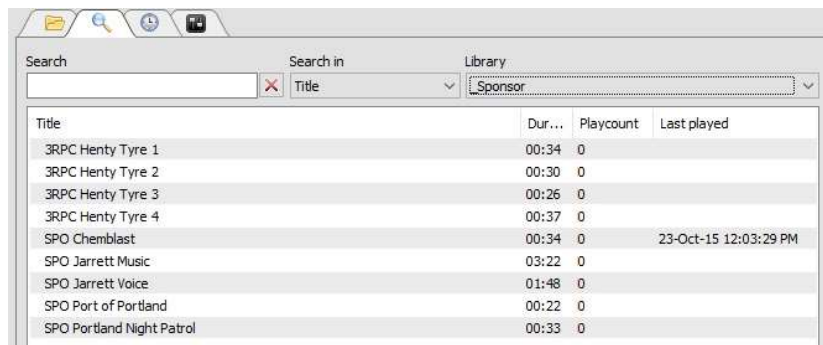 Search Search in Library
Title _Sponsor
Title Dur... Playcount Last played
3RPC Henty Tyre 1 00:34 0
3RPC Henty Tyre 2 00:30 0
3RPC Henty Tyre 3 00:26 0
3RPC Henty Tyre 4 00:37 0
SPO Chemblast 00:34 0 23-Oct-15 12:03:29 PM
SPO Jarrett Music 03:22 0
SPO Jarrett Voice 01:48 0
SPO Port of Portland 00:22 0
SPO Portland Night Patrol 00:33 0